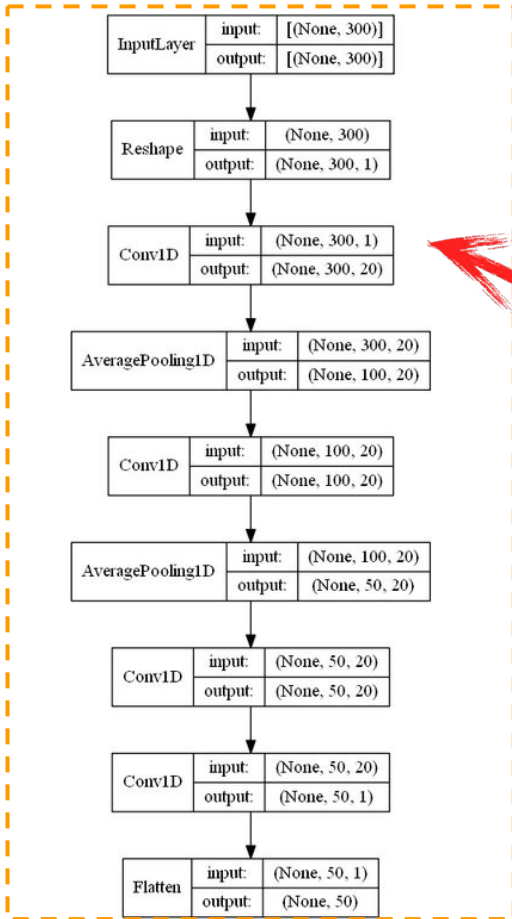 InputLayer input: [(None, 300)]
output: [(None, 300)]
Reshape input: (None, 300)
output: (None, 300, 1)
Conv1D input: (None, 300, 1)
output: (None, 300, 20)
AveragePooling1D input: (None, 300, 20)
output: (None, 100, 20)
Conv1D input: (None, 100, 20)
output: (None, 100, 20)
AveragePooling1D input: (None, 100, 20)
output: (None, 50, 20)
Conv1D input: (None, 50, 20)
output: (None, 50, 20)
Conv1D input: (None, 50, 20)
output: (None, 50, 1)
Flatten input: (None, 50, 1)
output: (None, 50)